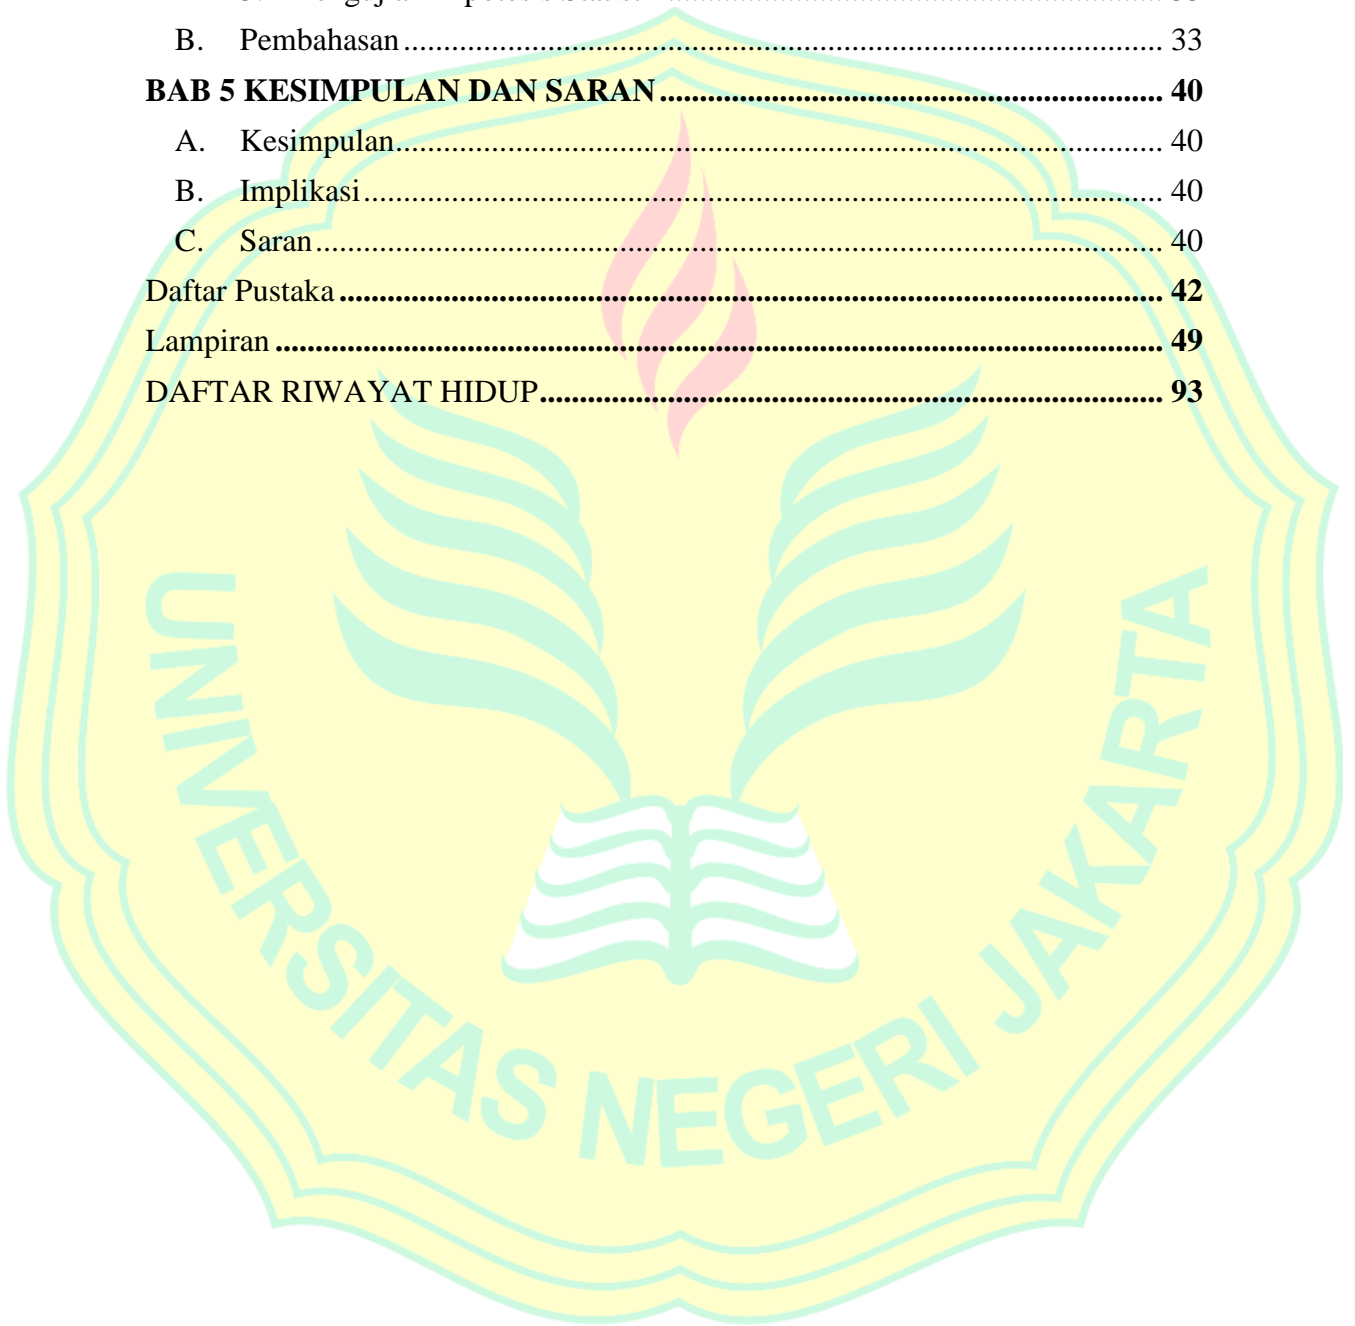 B. Pembahasan ........................................................................ 33
BAB 5 KESIMPULAN DAN SARAN ........................................................................ 40
A. Kesimpulan ........................................................................ 40
B. Implikasi ........................................................................ 40
C. Saran ........................................................................ 40
Daftar Pustaka ........................................................................ 42
Lampiran ........................................................................ 49
DAFTAR RIWAYAT HIDUP ........................................................................ 93
UNIVERSITAS NEGERI JAKARTA